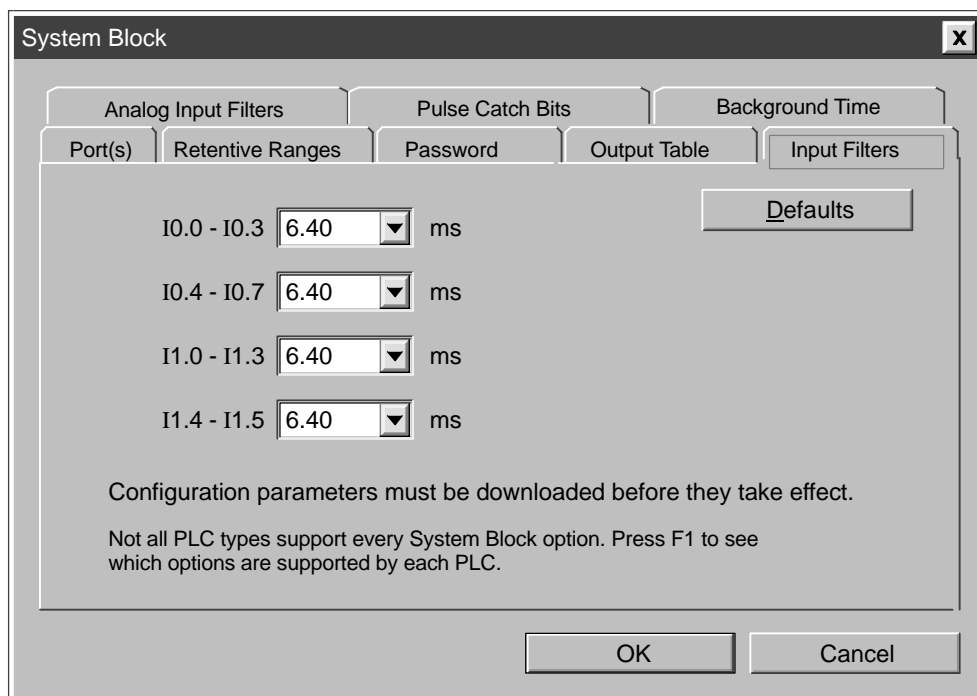 System Block
X
Analog Input Filters
Pulse Catch Bits
Background Time
Port(s)
Retentive Ranges
Password
Output Table
Input Filters
Defaults
I0.0 - I0.3 6.40 ms
I0.4 - I0.7 6.40 ms
I1.0 - I1.3 6.40 ms
I1.4 - I1.5 6.40 ms
Configuration parameters must be downloaded before they take effect.
Not all PLC types support every System Block option. Press F1 to see
which options are supported by each PLC.
OK
Cancel